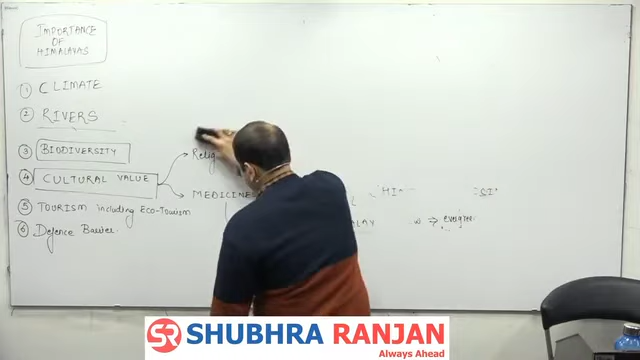 IMPORTANCE
OF
HIMALAYAS
① CLIMATE
② RIVERS
③ BIODIVERSITY
④ CULTURAL VALUE
Relig
MEDICINE
⑤ TOURISM including Eco-Tourism
⑥ Defence Barrier.
SR SHUBHRA RANJAN
Always Ahead